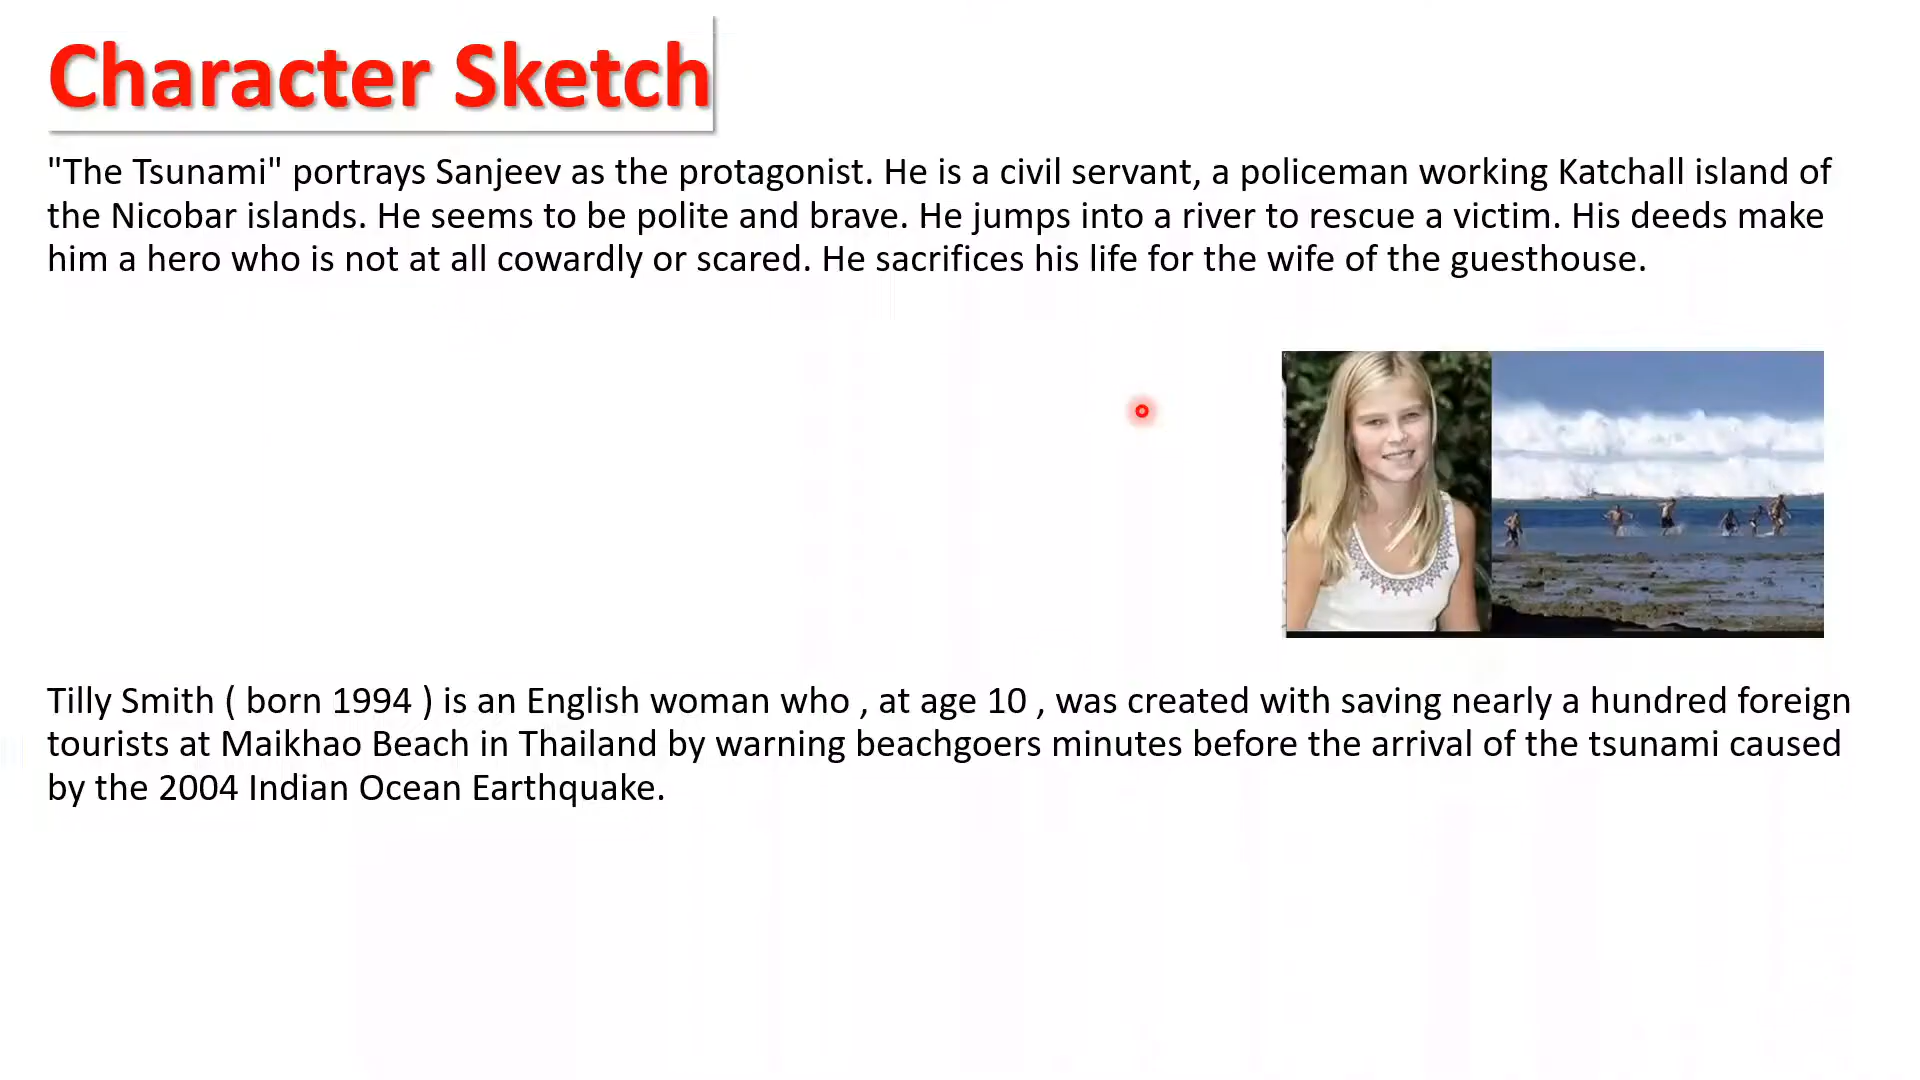 Character Sketch
"The Tsunami" portrays Sanjeev as the protagonist. He is a civil servant, a policeman working Katchall island of
the Nicobar islands. He seems to be polite and brave. He jumps into a river to rescue a victim. His deeds make
him a hero who is not at all cowardly or scared. He sacrifices his life for the wife of the guesthouse.
Tilly Smith ( born 1994 ) is an English woman who , at age 10 , was created with saving nearly a hundred foreign
tourists at Maikhao Beach in Thailand by warning beachgoers minutes before the arrival of the tsunami caused
by the 2004 Indian Ocean Earthquake.